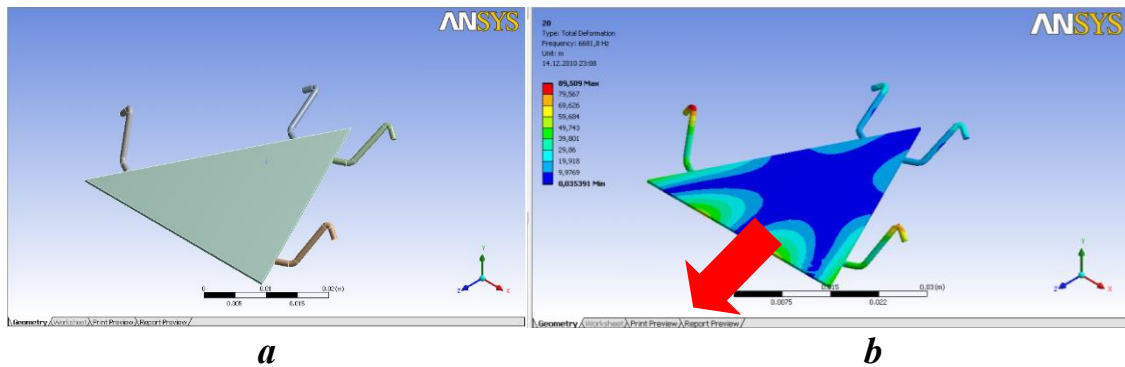 ANSYS
0
0.01
0.02 (m)
0.005
0.015
Y
Z
X
Geometry / Worksheet / Print Preview / Report Preview
a
ANSYS
20
Type: Total Deformation
Frequency: 6681,8 Hz
Unit: m
14.12.2010 23:08
89,509 Max
79,567
69,626
59,684
49,743
39,801
29,86
19,918
9,9769
0,035391 Min
0.015
0.03 (m)
0.0075
0.022
Y
Z
X
Geometry / Worksheet / Print Preview / Report Preview
b